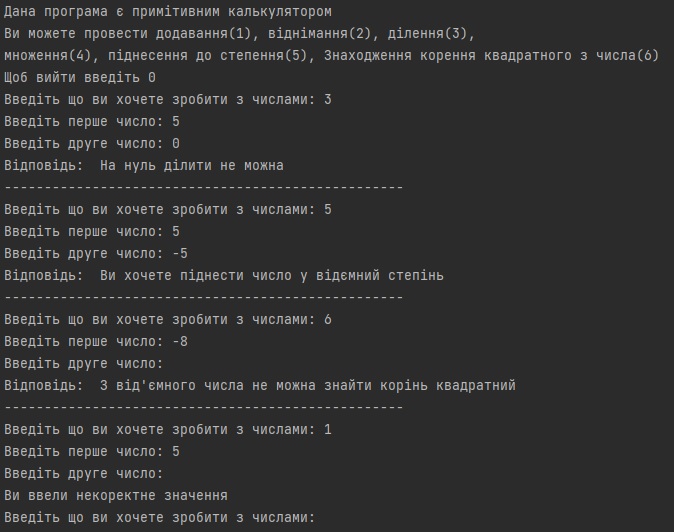 Дана програма є примітивним калькулятором
Ви можете провести додавання(1), віднімання(2), ділення(3),
множення(4), піднесення до степення(5), Знаходження корення квадратного з числа(6)
Щоб вийти введіть 0
Введіть що ви хочете зробити з числами: 3
Введіть перше число: 5
Введіть друге число: 0
Відповідь:  На нуль ділити не можна
--------------------------------------------------
Введіть що ви хочете зробити з числами: 5
Введіть перше число: 5
Введіть друге число: -5
Відповідь:  Ви хочете піднести число у відємний степінь
--------------------------------------------------
Введіть що ви хочете зробити з числами: 6
Введіть перше число: -8
Введіть друге число:
Відповідь:  З від'ємного числа не можна знайти корінь квадратний
--------------------------------------------------
Введіть що ви хочете зробити з числами: 1
Введіть перше число: 5
Введіть друге число:
Ви ввели некоректне значення
Введіть що ви хочете зробити з числами: